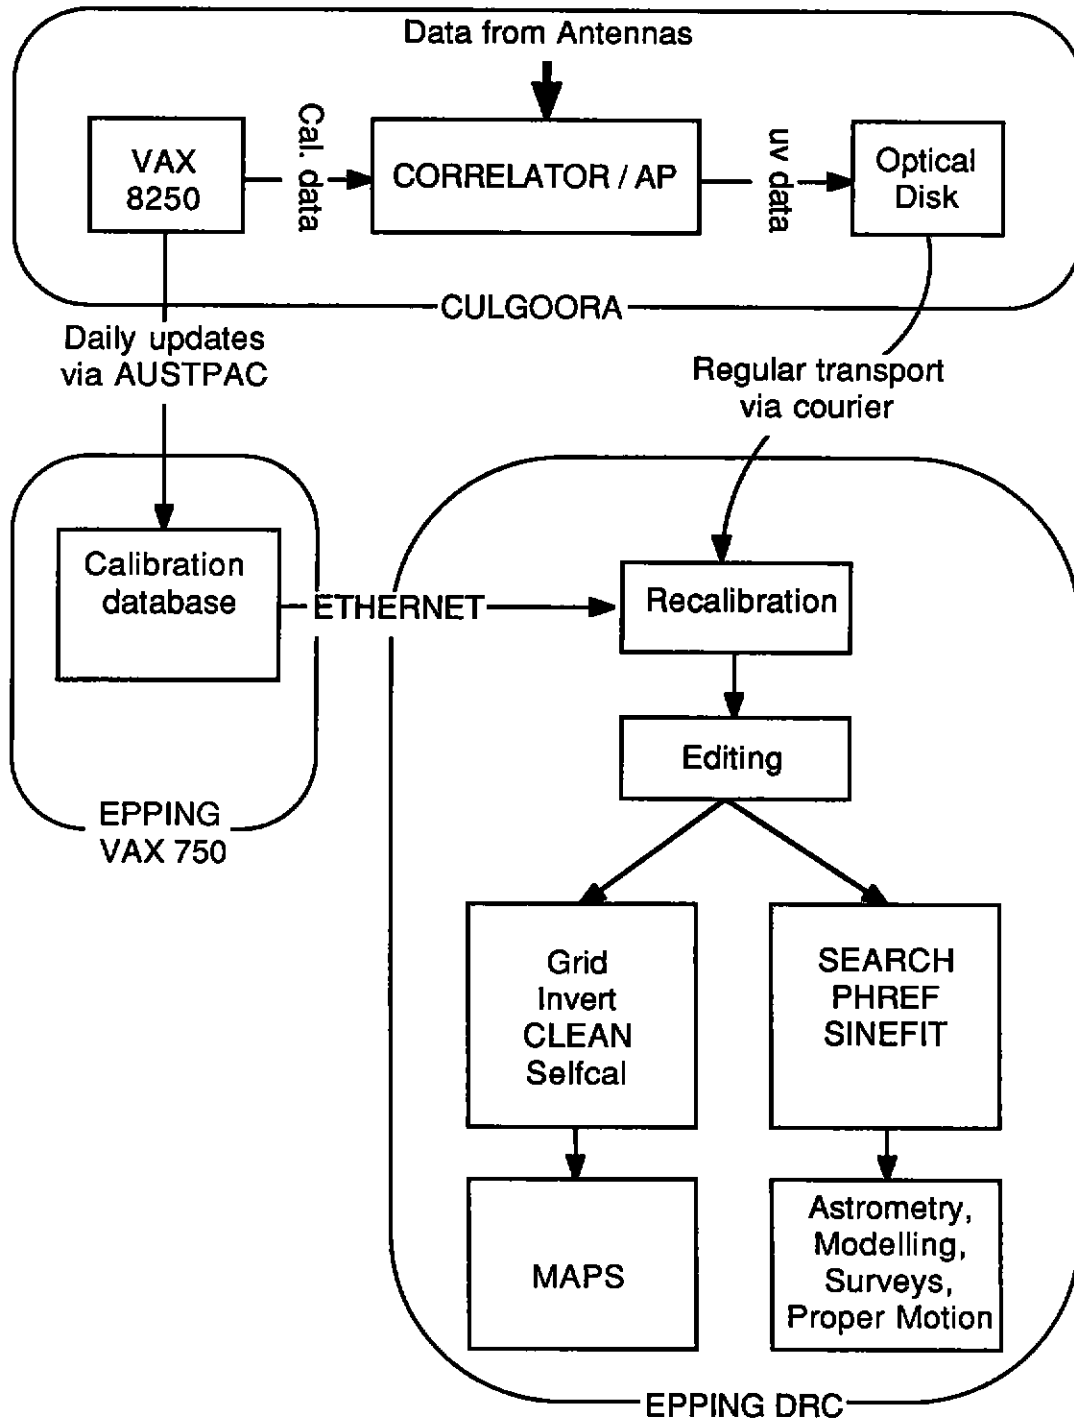 Data from Antennas
VAX
8250
Cal. data
CORRELATOR / AP
uv data
Optical
Disk
CULGOORA
Daily updates
via AUSTPAC
Regular transport
via courier
Calibration
database
ETHERNET
Recalibration
Editing
EPPING
VAX 750
Grid
Invert
CLEAN
Selfcal
SEARCH
PHREF
SINEFIT
MAPS
Astrometry,
Modelling,
Surveys,
Proper Motion
EPPING DRC